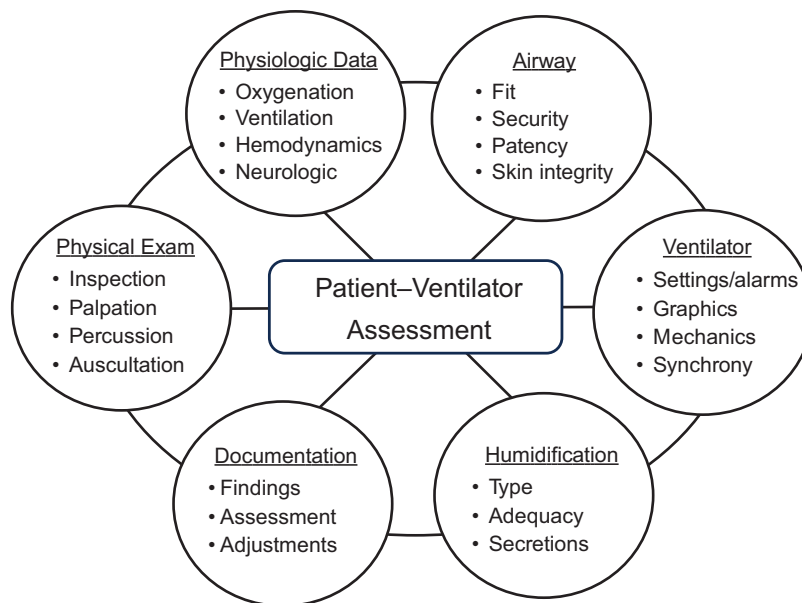 Physiologic Data
• Oxygenation
• Ventilation
• Hemodynamics
• Neurologic
Airway
• Fit
• Security
• Patency
• Skin integrity
Physical Exam
• Inspection
• Palpation
• Percussion
• Auscultation
Patient–Ventilator
Assessment
Ventilator
• Settings/alarms
• Graphics
• Mechanics
• Synchrony
Documentation
• Findings
• Assessment
• Adjustments
Humidification
• Type
• Adequacy
• Secretions